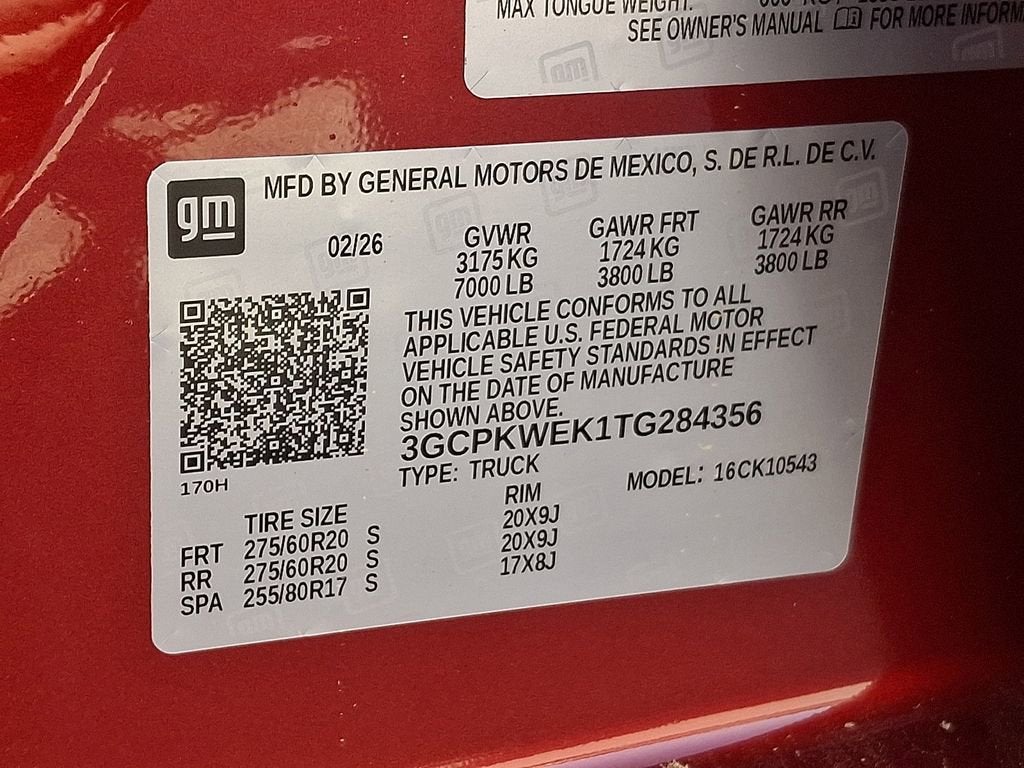 MAX TONGUE WEIGHT:
SEE OWNER'S MANUAL FOR MORE INFORM
gm
MFD BY GENERAL MOTORS DE MEXICO, S. DE R.L. DE C.V.
02/26
GVWR
3175 KG
7000 LB
GAWR FRT
1724 KG
3800 LB
GAWR RR
1724 KG
3800 LB
THIS VEHICLE CONFORMS TO ALL
APPLICABLE U.S. FEDERAL MOTOR
VEHICLE SAFETY STANDARDS IN EFFECT
ON THE DATE OF MANUFACTURE
SHOWN ABOVE.
3GCPKWEK1TG284356
TYPE: TRUCK
MODEL: 16CK10543
170H
TIRE SIZE RIM
FRT 275/60R20 S 20X9J
RR 275/60R20 S 20X9J
SPA 255/80R17 S 17X8J